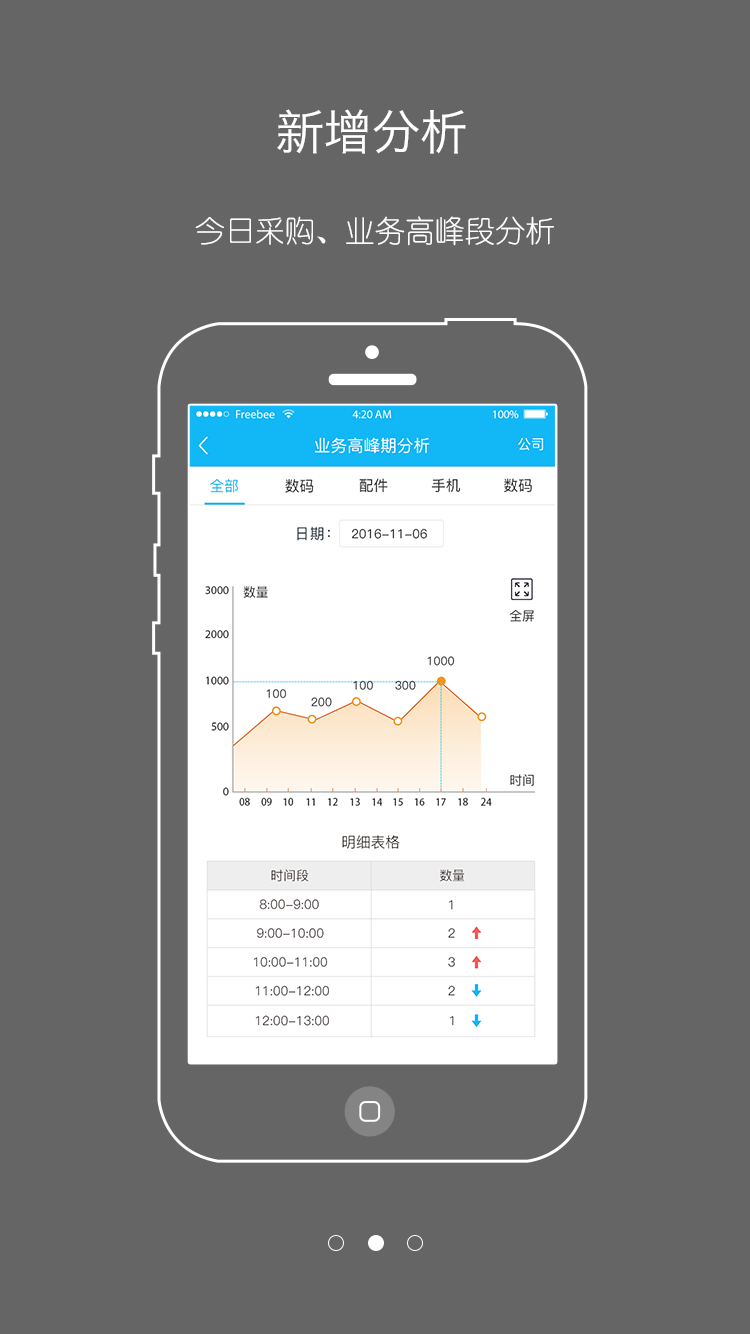 新增分析
今日采购、业务高峰段分析
Freebee 4:20 AM 100%
业务高峰期分析 公司
全部 数码 配件 手机 数码
日期： 2016-11-06
3000 数量
全屏
2000
1000
1000
100 200 100 300
500
时间
0
08 09 10 11 12 13 14 15 16 17 18 24
明细表格
时间段 数量
8:00-9:00 1
9:00-10:00 2
10:00-11:00 3
11:00-12:00 2
12:00-13:00 1